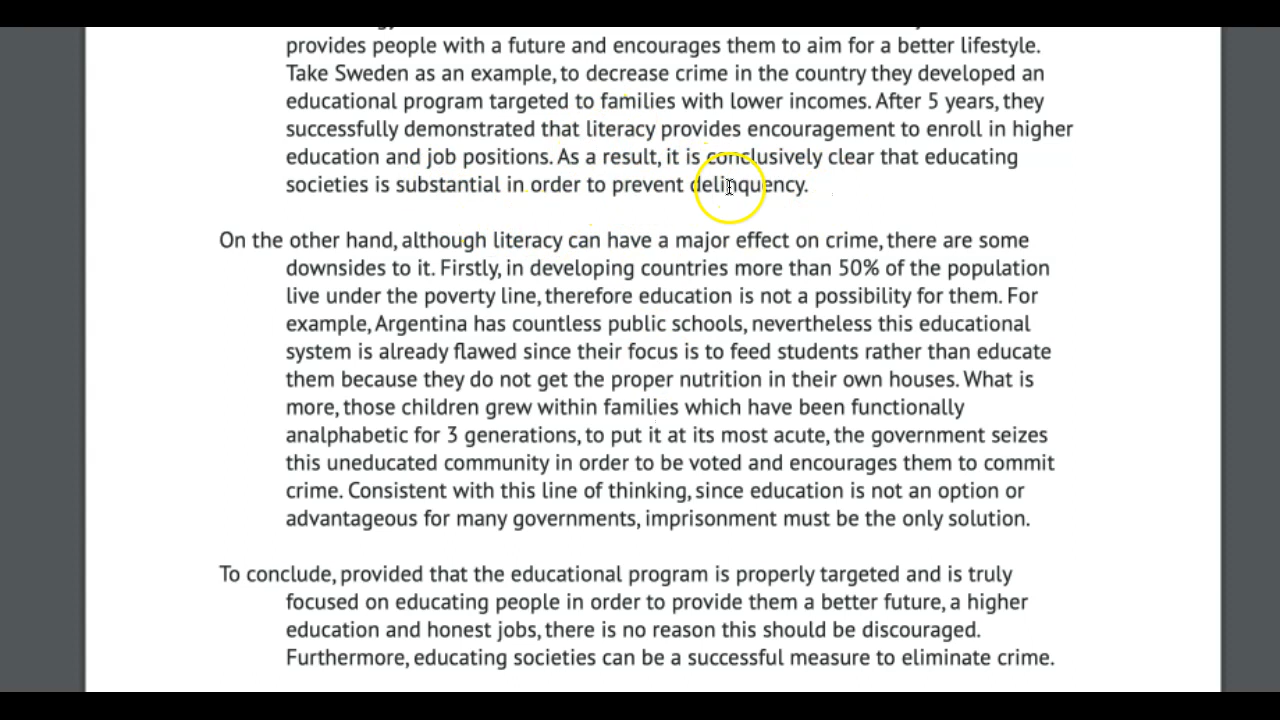 provides people with a future and encourages them to aim for a better lifestyle.
Take Sweden as an example, to decrease crime in the country they developed an
educational program targeted to families with lower incomes. After 5 years, they
successfully demonstrated that literacy provides encouragement to enroll in higher
education and job positions. As a result, it is conclusively clear that educating
societies is substantial in order to prevent delinquency.
On the other hand, although literacy can have a major effect on crime, there are some
downsides to it. Firstly, in developing countries more than 50% of the population
live under the poverty line, therefore education is not a possibility for them. For
example, Argentina has countless public schools, nevertheless this educational
system is already flawed since their focus is to feed students rather than educate
them because they do not get the proper nutrition in their own houses. What is
more, those children grew within families which have been functionally
analphabetic for 3 generations, to put it at its most acute, the government seizes
this uneducated community in order to be voted and encourages them to commit
crime. Consistent with this line of thinking, since education is not an option or
advantageous for many governments, imprisonment must be the only solution.
To conclude, provided that the educational program is properly targeted and is truly
focused on educating people in order to provide them a better future, a higher
education and honest jobs, there is no reason this should be discouraged.
Furthermore, educating societies can be a successful measure to eliminate crime.